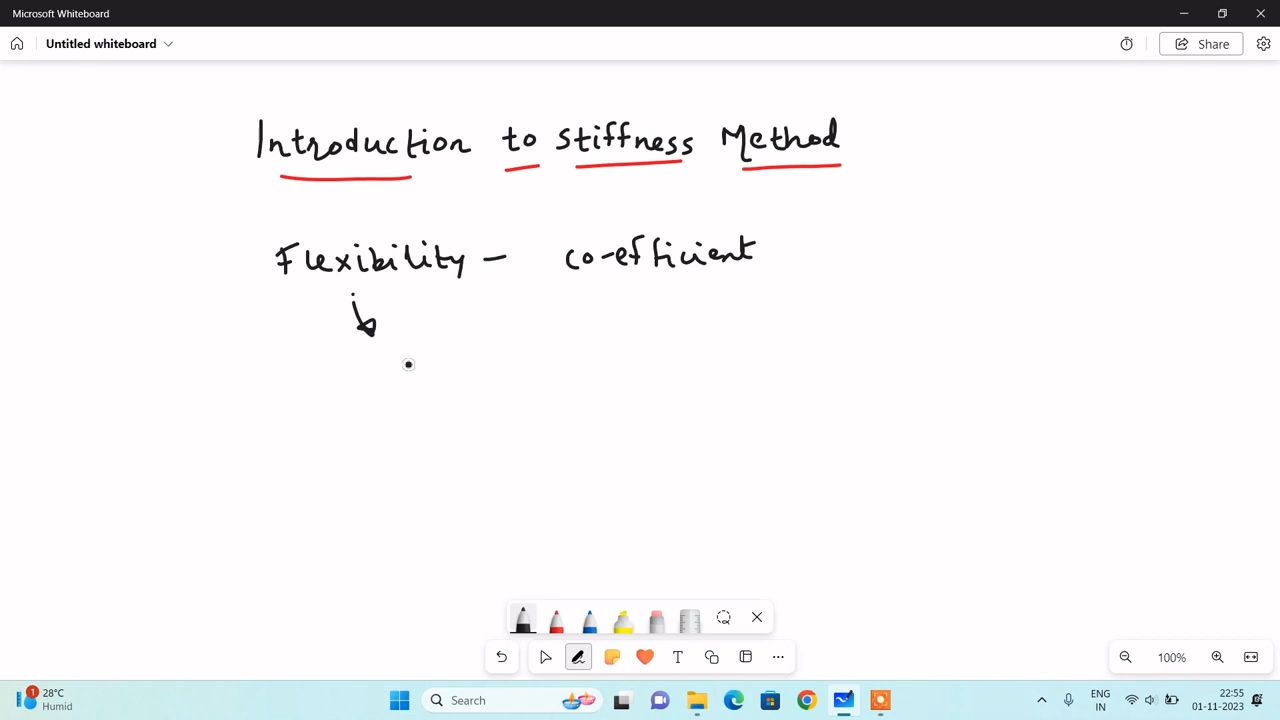 Microsoft Whiteboard
Untitled whiteboard
Share
Introduction to Stiffness Method
Flexibility - co-efficient
100%
1
28°C
Humid
Search
ENG
IN
22:55
01-11-2023